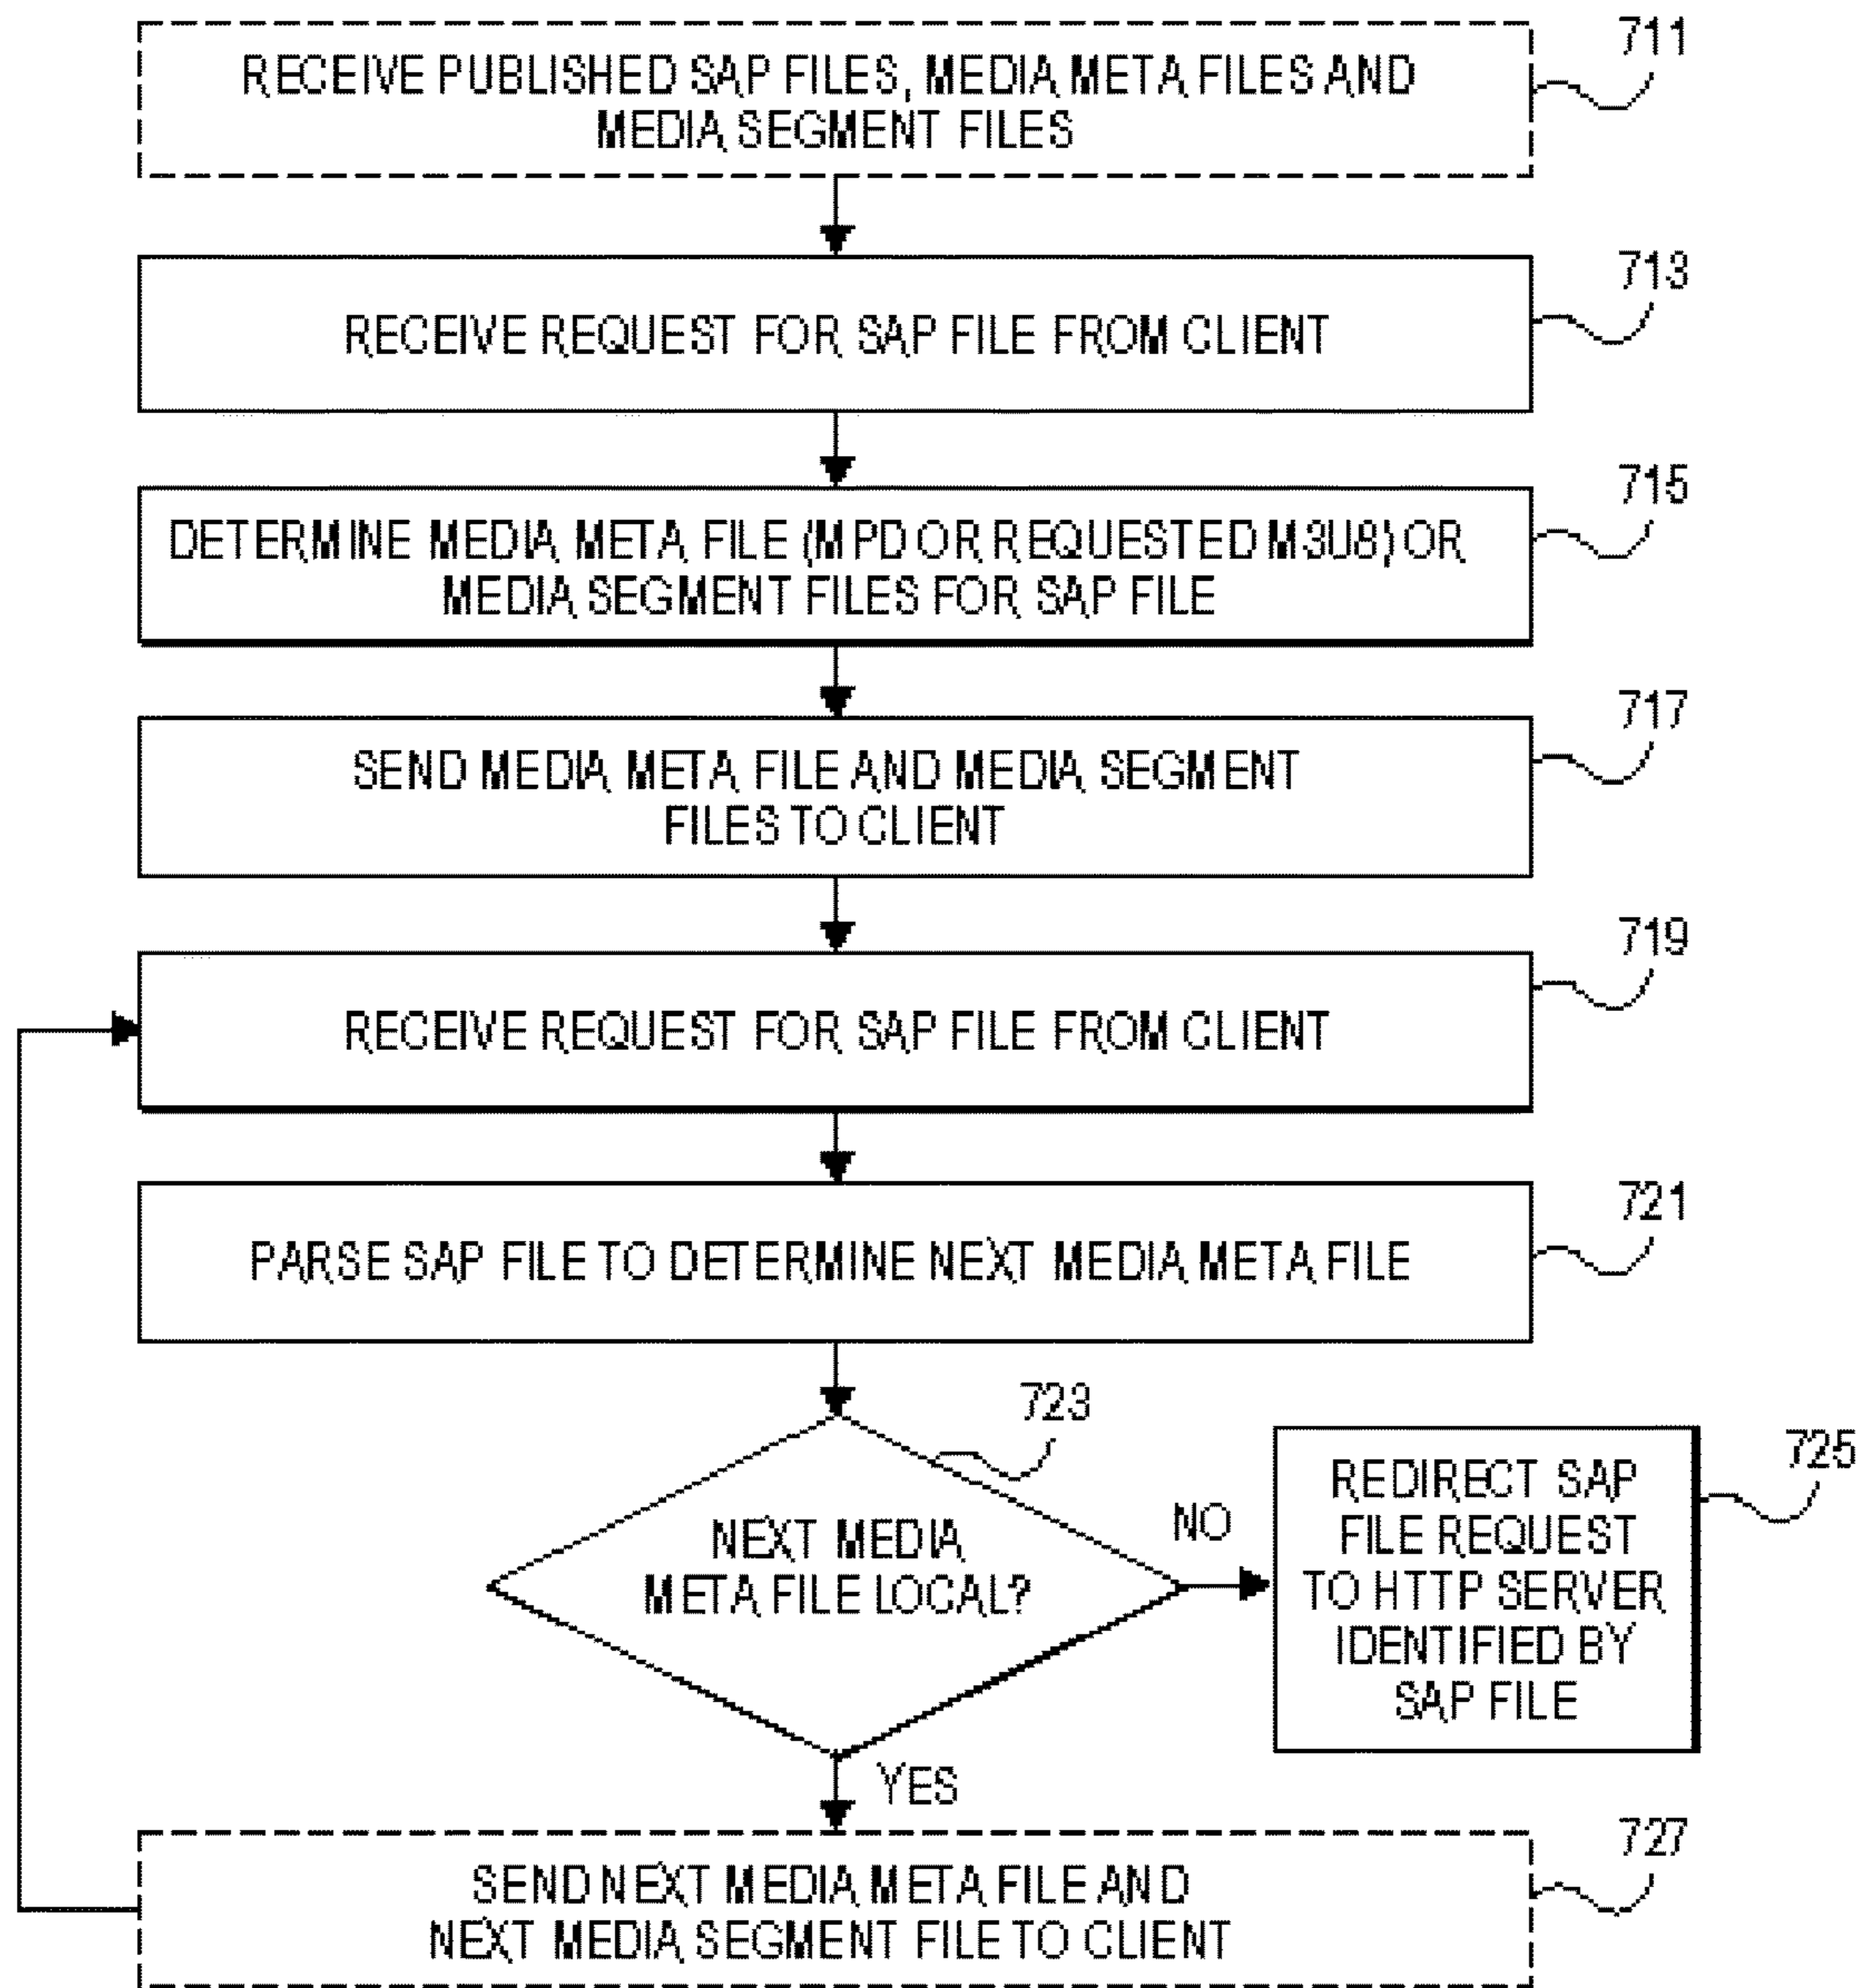 711
RECEIVE PUBLISHED SAP FILES, MEDIA META FILES AND
MEDIA SEGMENT FILES
713
RECEIVE REQUEST FOR SAP FILE FROM CLIENT
715
DETERMINE MEDIA META FILE (MPD OR REQUESTED M3U8) OR
MEDIA SEGMENT FILES FOR SAP FILE
717
SEND MEDIA META FILE AND MEDIA SEGMENT
FILES TO CLIENT
719
RECEIVE REQUEST FOR SAP FILE FROM CLIENT
721
PARSE SAP FILE TO DETERMINE NEXT MEDIA META FILE
723
NEXT MEDIA
META FILE LOCAL?
NO
725
REDIRECT SAP
FILE REQUEST
TO HTTP SERVER
IDENTIFIED BY
SAP FILE
YES
727
SEND NEXT MEDIA META FILE AND
NEXT MEDIA SEGMENT FILE TO CLIENT